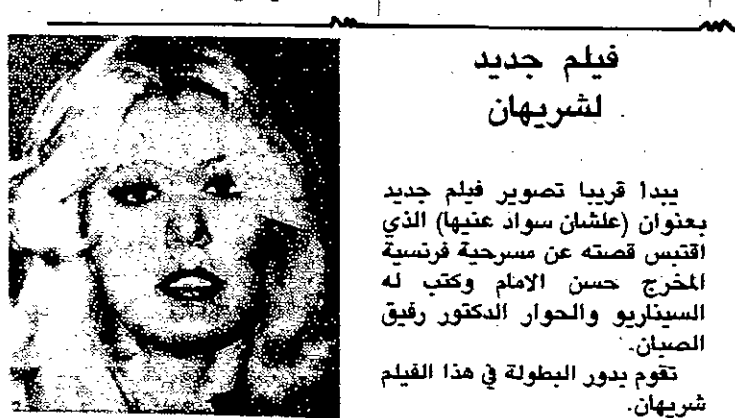 فيلم جديد
لشريهان
يبدا قريبا تصوير فيلم جديد
بعنوان (علشان سواد عنيها) الذي
اقتبس قصته عن مسرحية فرنسية
المخرج حسن الامام وكتب له
السيناريو والحوار الدكتور رفيق
الصبان.
تقوم بدور البطولة في هذا الفيلم
شريهان.